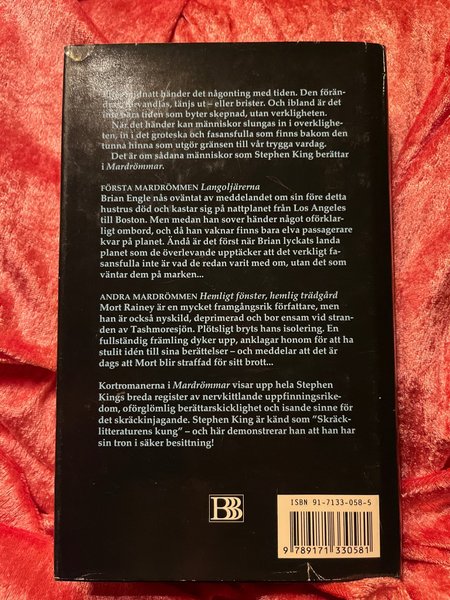 midnatt händer det någonting med tiden. Den förän-
dras, förvandlas, tänjs ut – eller brister. Och ibland är det
inte bara tiden som byter skepnad, utan verkligheten.
När det händer kan människor slungas in i overklighe-
ten, in i det groteska och fasansfulla som finns bakom den
tunna hinna som utgör gränsen till vår trygga vardag.
Det är om sådana människor som Stephen King berättar
i Mardrömmar.
FÖRSTA MARDRÖMMEN Langoljärerna
Brian Engle nås oväntat av meddelandet om sin före detta
hustrus död och kastar sig på nattplanet från Los Angeles
till Boston. Men medan han sover händer något oförklar-
ligt ombord, och då han vaknar finns bara elva passagerare
kvar på planet. Ändå är det först när Brian lyckats landa
planet som de överlevande upptäcker att det verkligt fa-
sansfulla inte är vad de redan varit med om, utan det som
väntar dem på marken...
ANDRA MARDRÖMMEN Hemligt fönster, hemlig trädgård
Mort Rainey är en mycket framgångsrik författare, men
han är också nyskild, deprimerad och bor ensam vid stran-
den av Tashmoresjön. Plötsligt bryts hans isolering. En
fullständig främling dyker upp, anklagar honom för att ha
stulit idén till sina berättelser – och meddelar att det är
dags att Mort blir straffad för sitt brott...
Kortromanerna i Mardrömmar visar upp hela Stephen
Kings breda register av nervkittlande uppfinningsrike-
dom, oförglömlig berättarskicklighet och isande sinne för
det skräckinjagande. Stephen King är känd som ”Skräck-
litteraturens kung” – och här demonstrerar han att han har
sin tron i säker besittning!
ISBN 91-7133-058-5
BBB
9 789171 330581